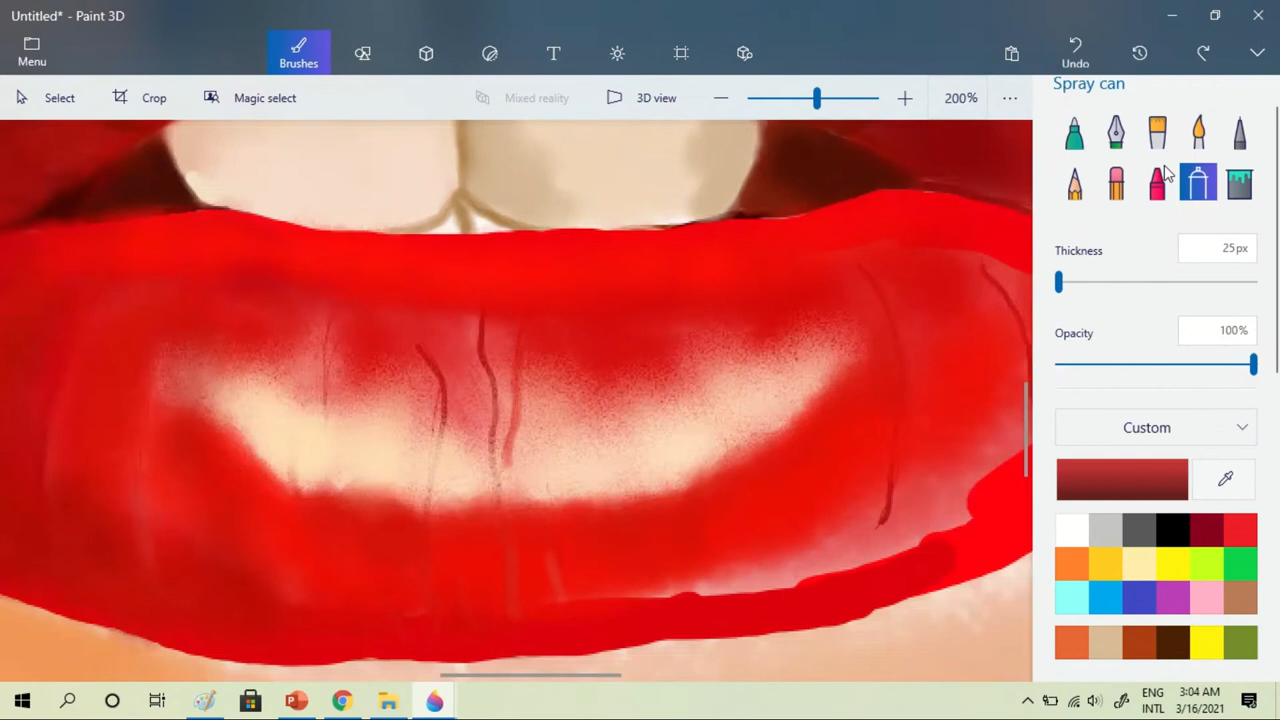 Untitled* - Paint 3D
Menu
Brushes
Undo
Select
Crop
Magic select
Mixed reality
3D view
200%
Spray can
Thickness
25px
Opacity
100%
Custom
ENG
INTL
3:04 AM
3/16/2021